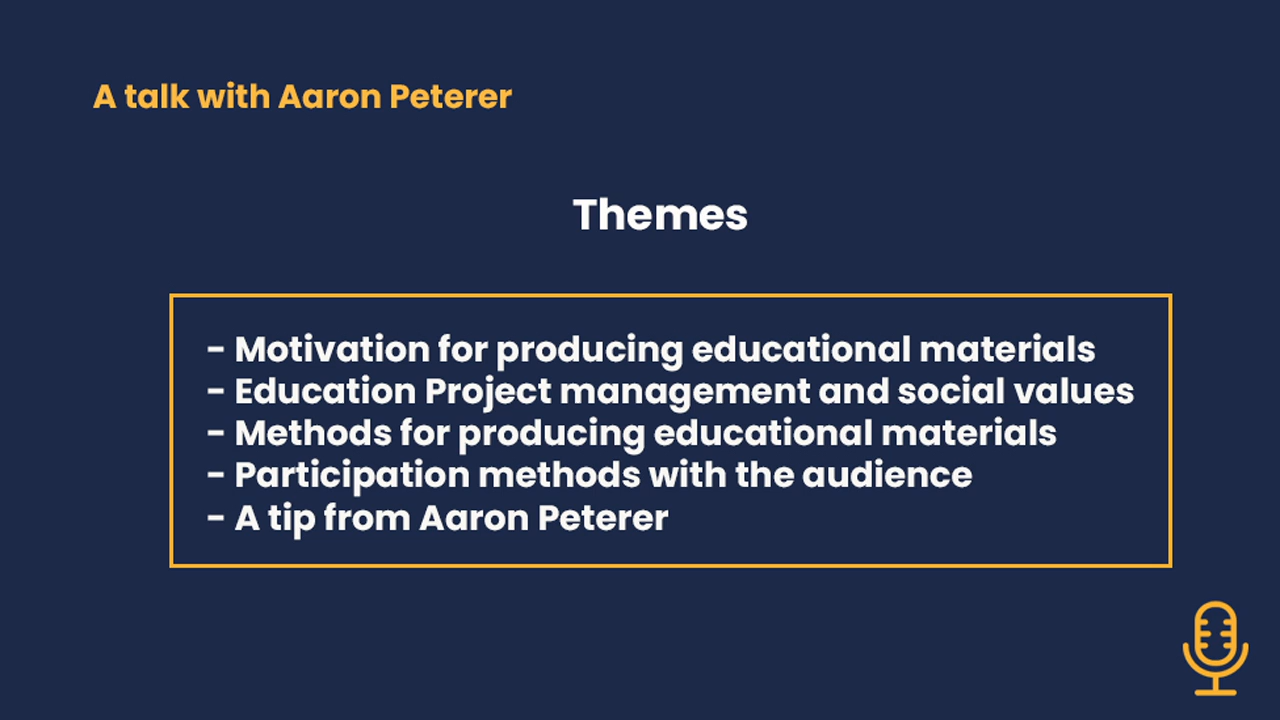 A talk with Aaron Peterer
Themes
- Motivation for producing educational materials
- Education Project management and social values
- Methods for producing educational materials
- Participation methods with the audience
- A tip from Aaron Peterer